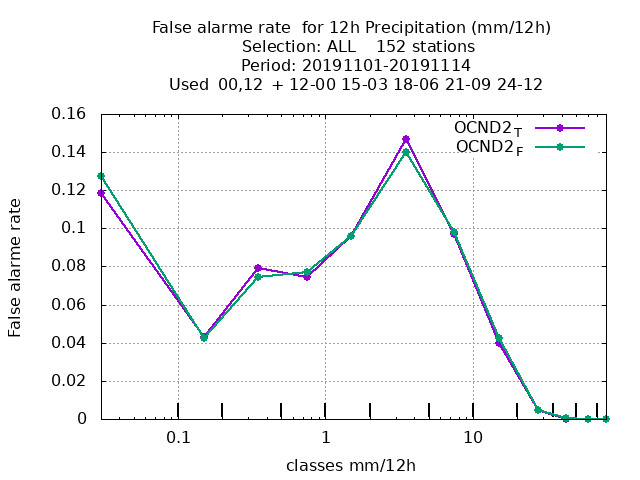 False alarme rate  for 12h Precipitation (mm/12h)
Selection: ALL    152 stations
Period: 20191101-20191114
Used  00,12  + 12-00 15-03 18-06 21-09 24-12
OCND2_T
OCND2_F
0.16
0.14
0.12
0.1
0.08
0.06
0.04
0.02
0
False alarme rate
0.1 1 10
classes mm/12h